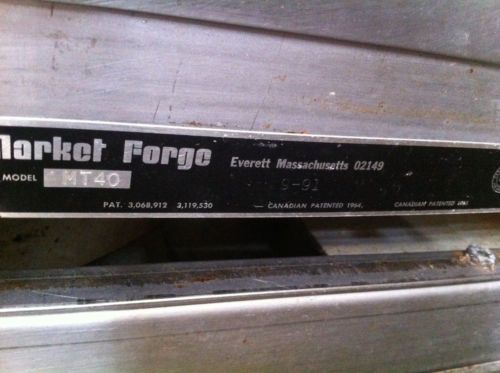 Market Forge Everett Massachusetts 02149
MODEL 1MT40 9-91
PAT. 3,068,912 3,119,530 — CANADIAN PATENTED 1964, CANADIAN PATENTED